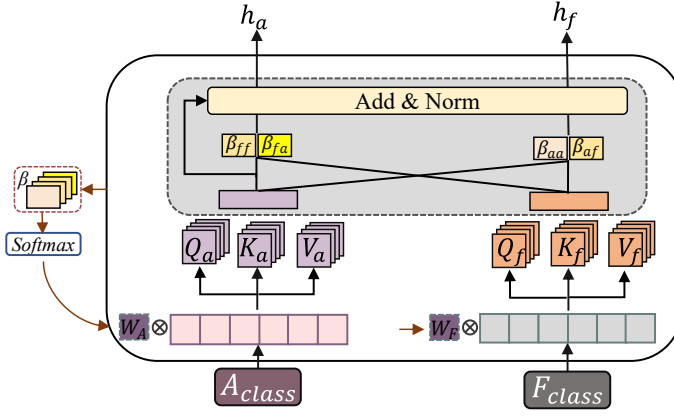 h_a h_f
Add & Norm
β_ff β_fa β_aa β_af
β
Softmax
Q_a K_a V_a Q_f K_f V_f
W_A ⊗ W_F ⊗
A_class F_class